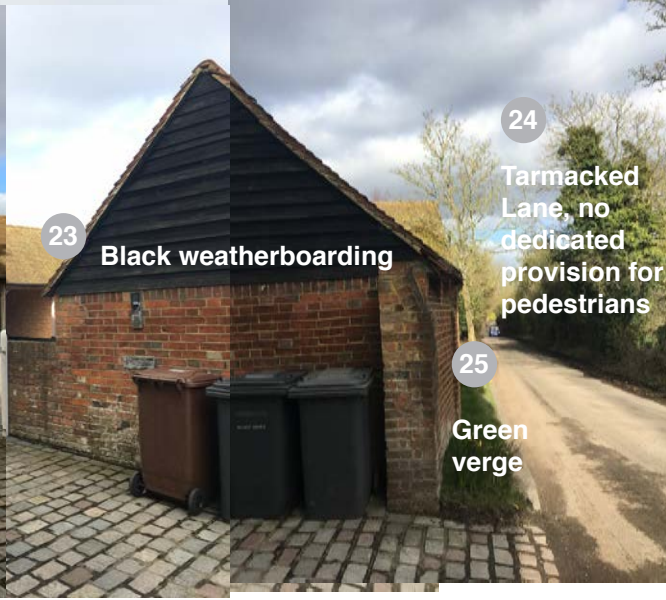 23
Black weatherboarding
24
Tarmacked
Lane, no
dedicated
provision for
pedestrians
25
Green
verge